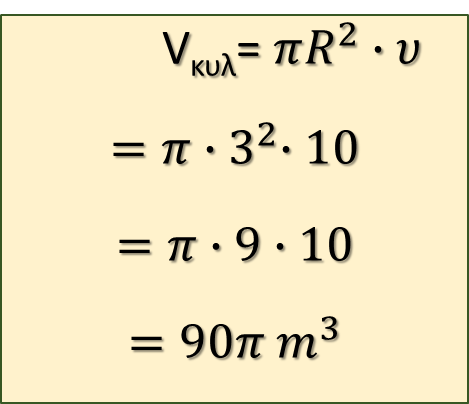 Vκυλ= πR² · υ
= π · 3² · 10
= π · 9 · 10
= 90π m³